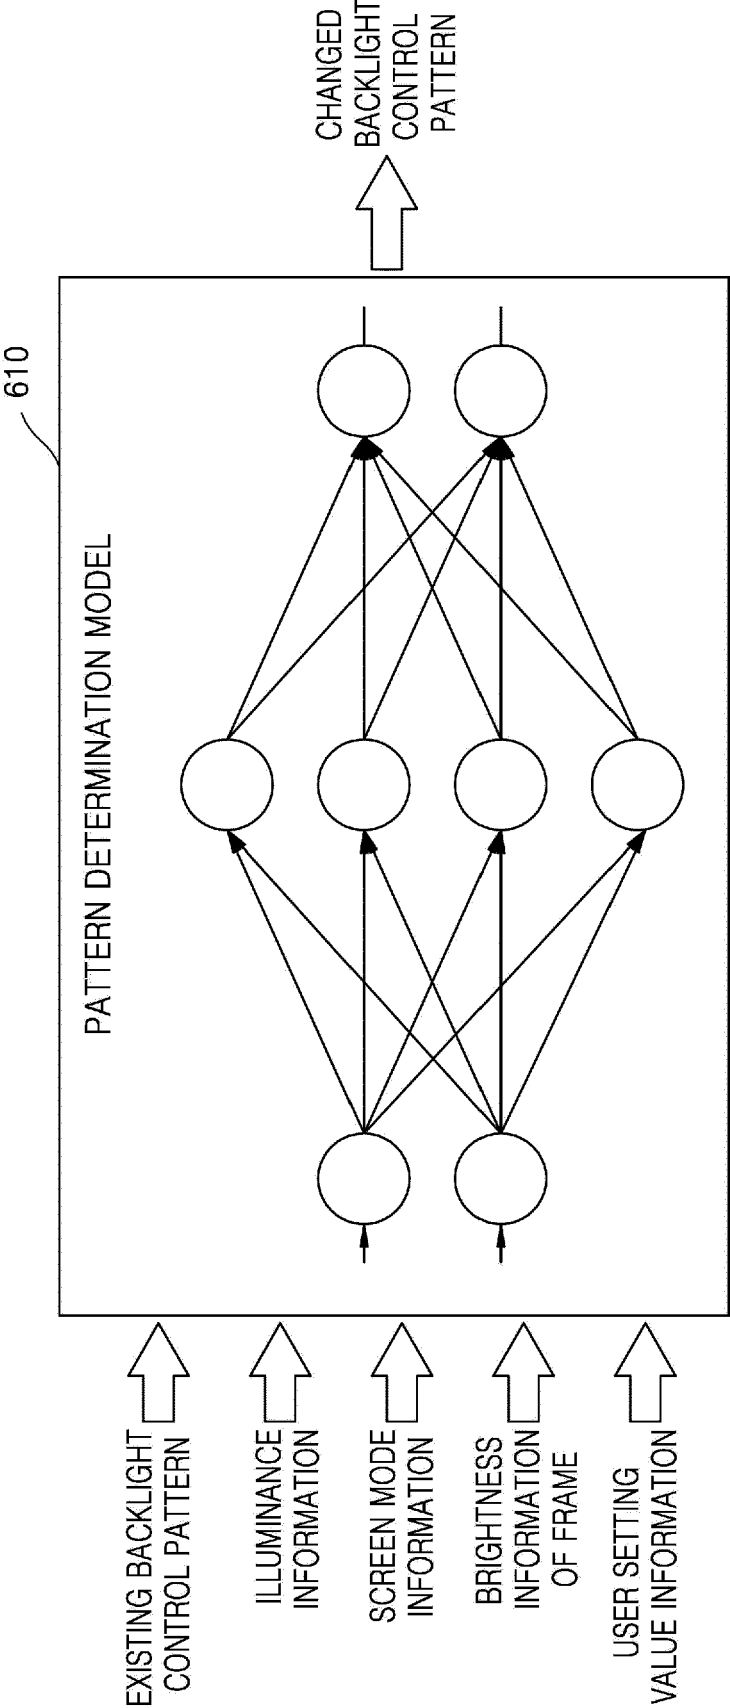 610
PATTERN DETERMINATION MODEL
EXISTING BACKLIGHT
CONTROL PATTERN
ILLUMINANCE
INFORMATION
SCREEN MODE
INFORMATION
BRIGHTNESS
INFORMATION
OF FRAME
USER SETTING
VALUE INFORMATION
CHANGED
BACKLIGHT
CONTROL
PATTERN